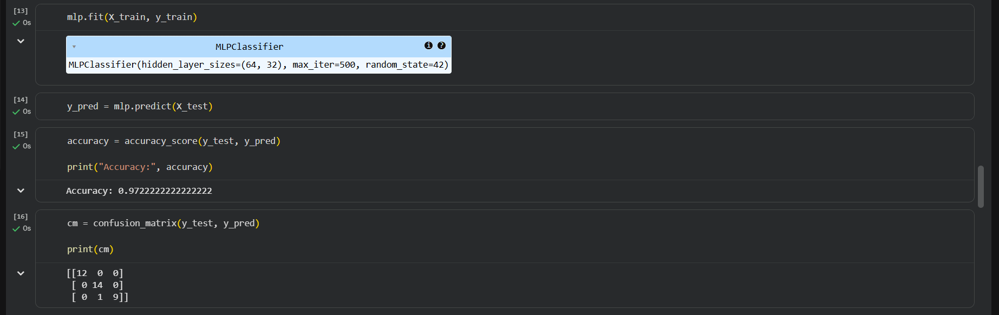 [13]
0s
mlp.fit(X_train, y_train)
MLPClassifier
MLPClassifier(hidden_layer_sizes=(64, 32), max_iter=500, random_state=42)
[14]
0s
y_pred = mlp.predict(X_test)
[15]
0s
accuracy = accuracy_score(y_test, y_pred)
print("Accuracy:", accuracy)
Accuracy: 0.9722222222222222
[16]
0s
cm = confusion_matrix(y_test, y_pred)
print(cm)
[[12  0  0]
 [ 0 14  0]
 [ 0  1  9]]